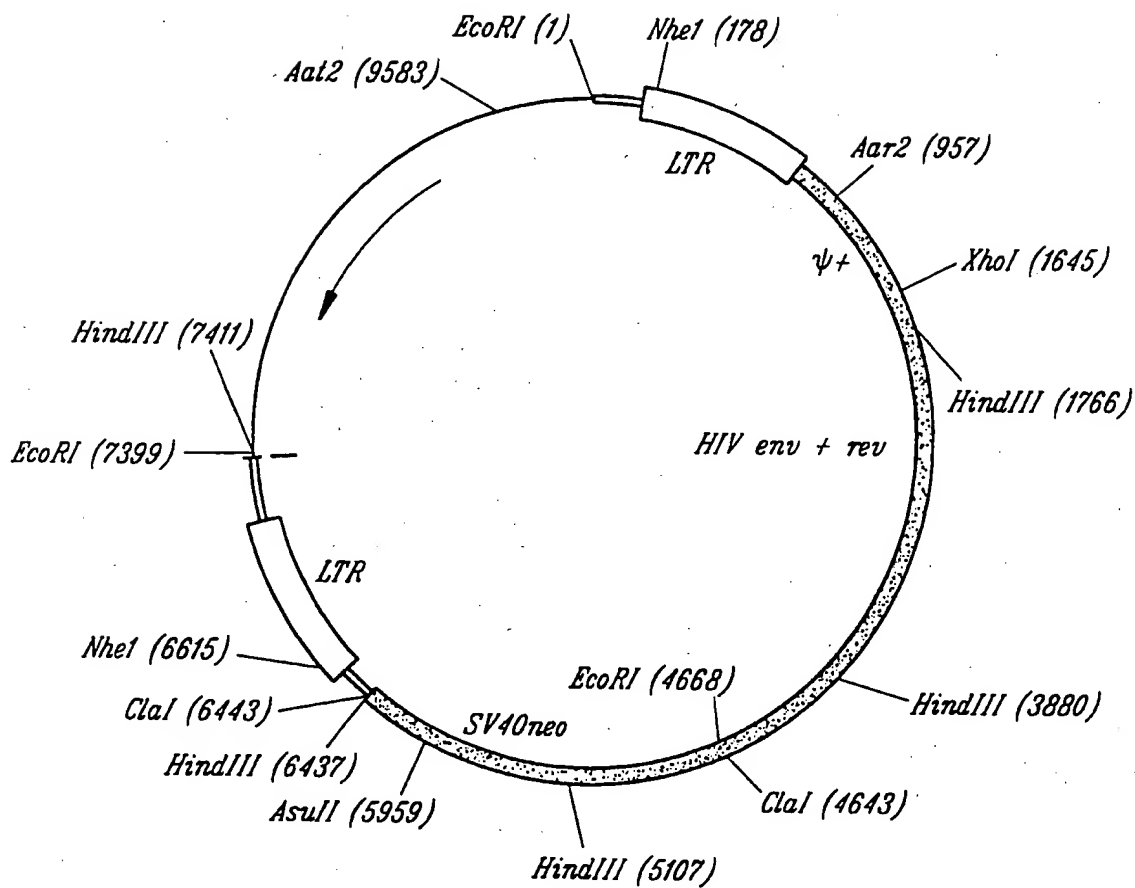 EcoRI (1)
Nhe1 (178)
Aat2 (9583)
LTR
Aar2 (957)
ψ+
XhoI (1645)
HindIII (7411)
HindIII (1766)
EcoRI (7399)
HIV env + rev
LTR
Nhe1 (6615)
EcoRI (4668)
HindIII (3880)
ClaI (6443)
SV40neo
HindIII (6437)
ClaI (4643)
AsuII (5959)
HindIII (5107)